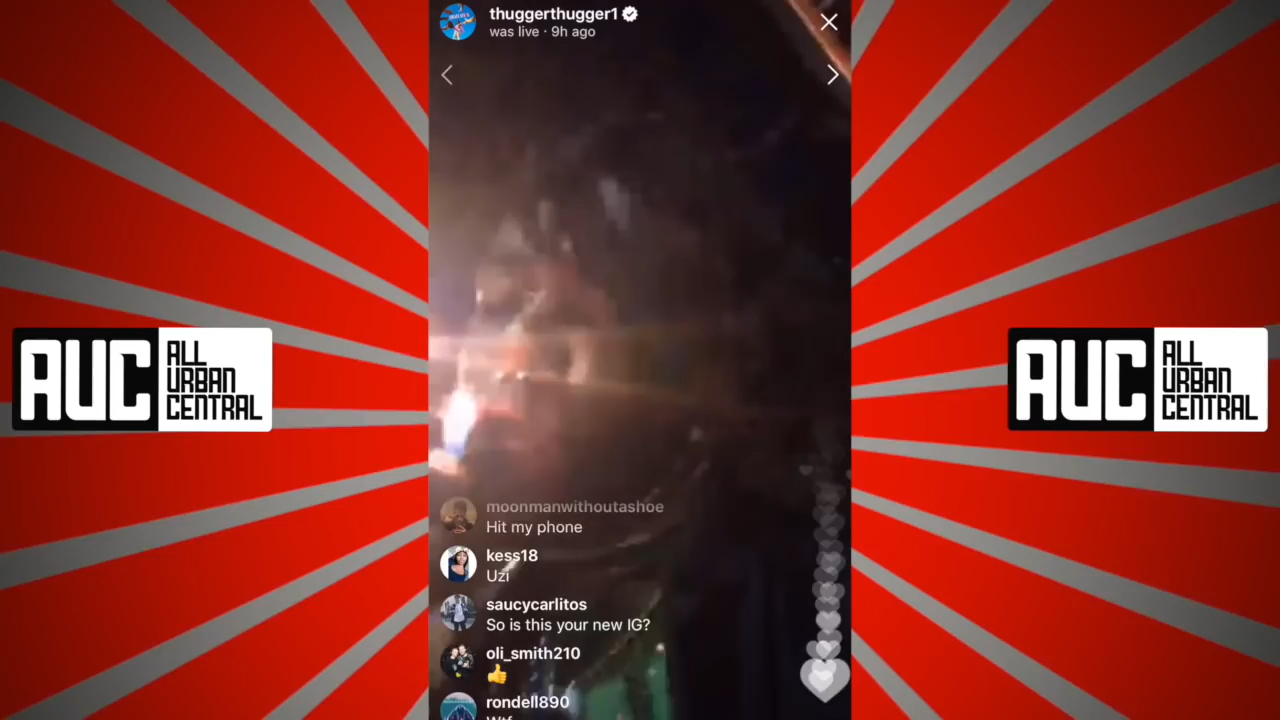 thuggerthugger1
was live · 9h ago
AUC
ALL
URBAN
CENTRAL
AUC
ALL
URBAN
CENTRAL
moonmanwithoutashoe
Hit my phone
kess18
Uzi
saucycarlitos
So is this your new IG?
oli_smith210
👍
rondell890
Wtf